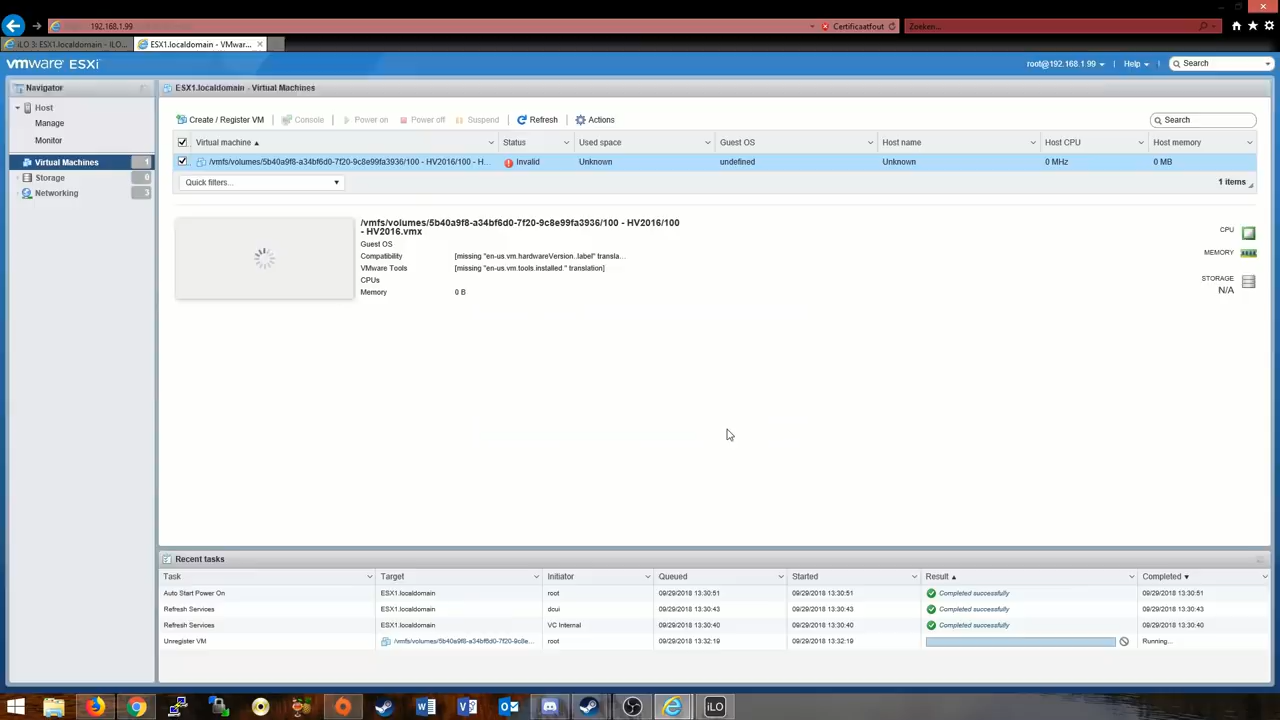 192.168.1.99
Certificaatfout
Zoeken...
iLO 3: ESX1.localdomain - iLO...
ESX1.localdomain - VMwar...
vmware ESXi
root@192.168.1.99
Help
Search
Navigator
ESX1.localdomain - Virtual Machines
Host
Manage
Monitor
Virtual Machines 1
Storage 0
Networking 3
Create / Register VM
Console
Power on
Power off
Suspend
Refresh
Actions
Search
Virtual machine Status Used space Guest OS Host name Host CPU Host memory
/vmfs/volumes/5b40a9f8-a34bf6d0-7f20-9c8e99fa3936/100 - HV2016/100 - H... Invalid Unknown undefined Unknown 0 MHz 0 MB
Quick filters...
1 items
/vmfs/volumes/5b40a9f8-a34bf6d0-7f20-9c8e99fa3936/100 - HV2016/100
- HV2016.vmx
Guest OS
Compatibility [missing "en-us.vm.hardwareVersion..label" transla...
VMware Tools [missing "en-us.vm.tools.installed." translation]
CPUs
Memory 0 B
CPU
MEMORY
STORAGE
N/A
Recent tasks
Task Target Initiator Queued Started Result Completed
Auto Start Power On ESX1.localdomain root 09/29/2018 13:30:51 09/29/2018 13:30:51 Completed successfully 09/29/2018 13:30:51
Refresh Services ESX1.localdomain dcui 09/29/2018 13:30:43 09/29/2018 13:30:43 Completed successfully 09/29/2018 13:30:43
Refresh Services ESX1.localdomain VC Internal 09/29/2018 13:30:40 09/29/2018 13:30:40 Completed successfully 09/29/2018 13:30:40
Unregister VM /vmfs/volumes/5b40a9f8-a34bf6d0-7f20-9c8e... root 09/29/2018 13:32:19 09/29/2018 13:32:19 Running...
iLO